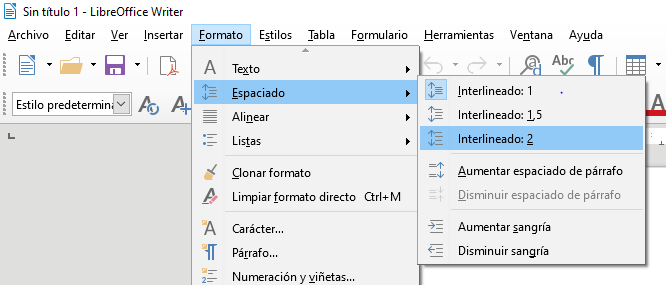 Sin título 1 - LibreOffice Writer
Archivo Editar Ver Insertar Formato Estilos Tabla Formulario Herramientas Ventana Ayuda
Texto
Estilo predetermina
Espaciado
Interlineado: 1
Alinear
Interlineado: 1,5
Listas
Interlineado: 2
Clonar formato
Aumentar espaciado de párrafo
Limpiar formato directo Ctrl+M
Disminuir espaciado de párrafo
Carácter...
Aumentar sangría
Párrafo...
Disminuir sangría
Numeración y viñetas...